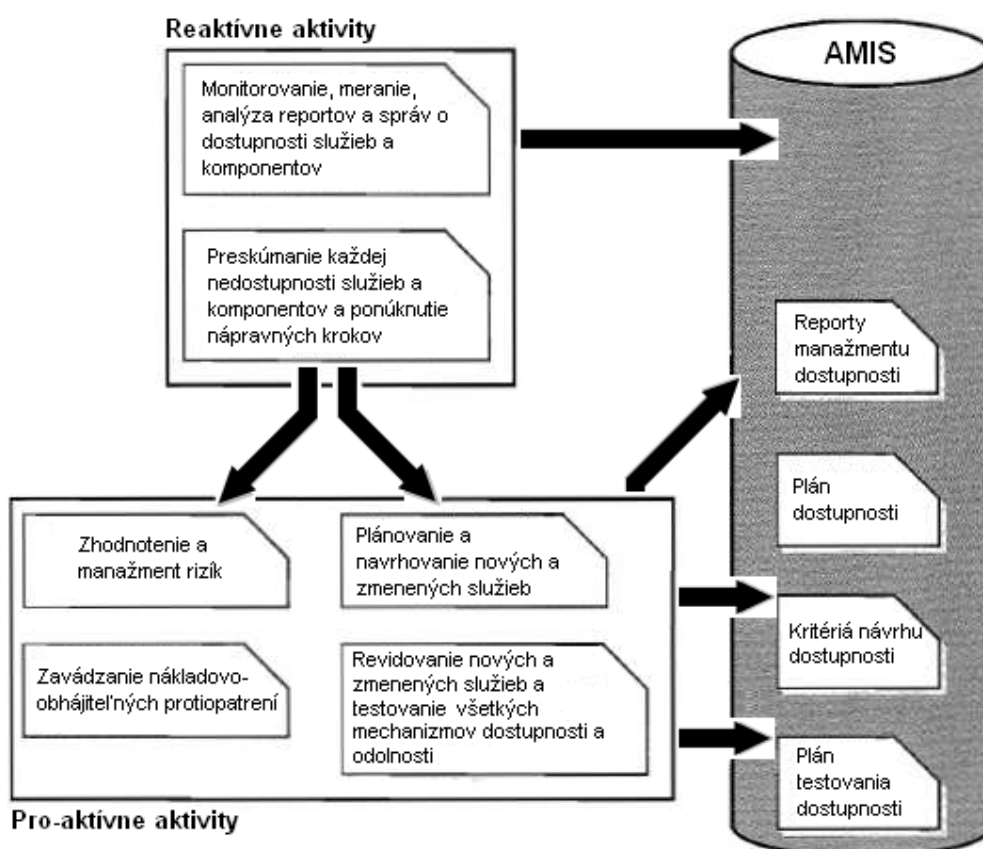 Reaktívne aktivity
Monitorovanie, meranie,
analýza reportov a správ o
dostupnosti služieb a
komponentov
Preskúmanie každej
nedostupnosti služieb a
komponentov a ponúknutie
nápravných krokov
Zhodnotenie a
manažment rizík
Plánovanie a
navrhovanie nových a
zmenených služieb
Zavádzanie nákladovo-
obhájiteľných protiopatrení
Revidovanie nových a
zmenených služieb a
testovanie všetkých
mechanizmov dostupnosti a
odolnosti
Pro-aktívne aktivity
AMIS
Reporty
manažmentu
dostupnosti
Plán
dostupnosti
Kritériá návrhu
dostupnosti
Plán
testovania
dostupnosti